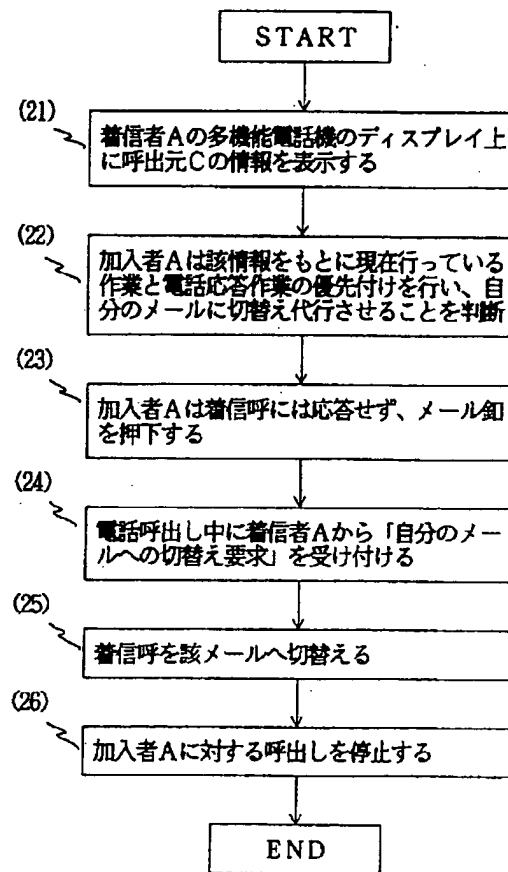 START
(21)
着信者Aの多機能電話機のディスプレイ上
に呼出元Cの情報を表示する
(22)
加入者Aは該情報をもとに現在行っている
作業と電話応答作業の優先付けを行い、自
分のメールに切替え代行させることを判断
(23)
加入者Aは着信呼には応答せず、メール釦
を押下する
(24)
電話呼出し中に着信者Aから「自分のメー
ルへの切替え要求」を受け付ける
(25)
着信呼を該メールへ切替える
(26)
加入者Aに対する呼出しを停止する
END